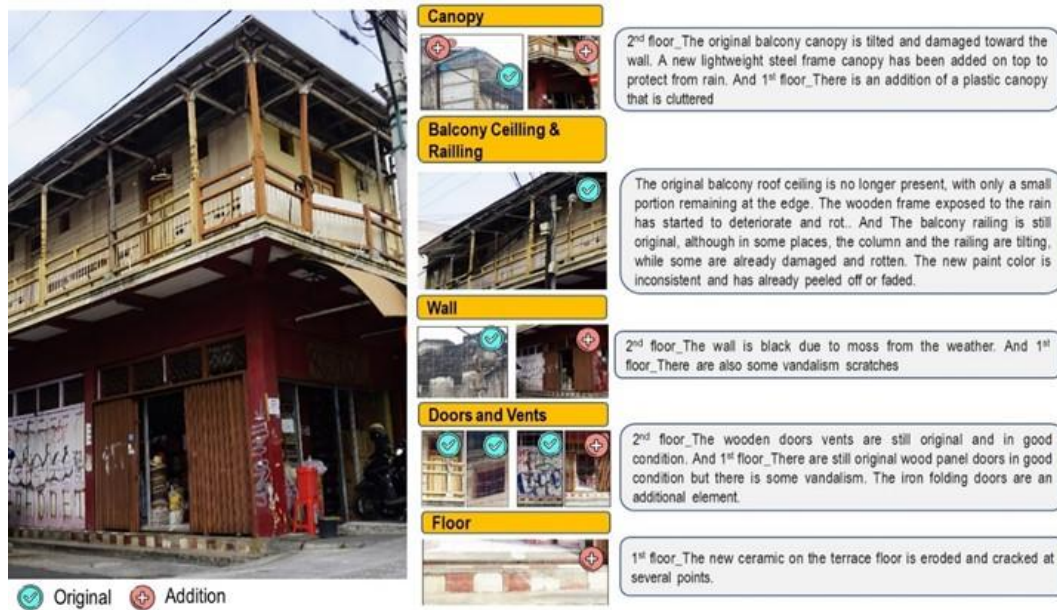 Canopy
2nd floor_The original balcony canopy is tilted and damaged toward the
wall. A new lightweight steel frame canopy has been added on top to
protect from rain. And 1st floor_There is an addition of a plastic canopy
that is cluttered
Balcony Ceilling &
Railling
The original balcony roof ceiling is no longer present, with only a small
portion remaining at the edge. The wooden frame exposed to the rain
has started to deteriorate and rot.. And The balcony railing is still
original, although in some places, the column and the railing are tilting,
while some are already damaged and rotten. The new paint color is
inconsistent and has already peeled off or faded.
Wall
2nd floor_The wall is black due to moss from the weather. And 1st
floor_There are also some vandalism scratches
Doors and Vents
2nd floor_The wooden doors vents are still original and in good
condition. And 1st floor_There are still original wood panel doors in good
condition but there is some vandalism. The iron folding doors are an
additional element.
Floor
1st floor_The new ceramic on the terrace floor is eroded and cracked at
several points.
Original
Addition